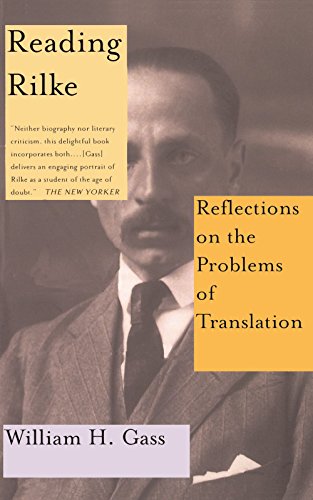 Reading
Rilke
"Neither biography nor literary
criticism, this delightful book
incorporates both....[Gass]
delivers an engaging portrait of
Rilke as a student of the age of
doubt." THE NEW YORKER
Reflections
on the
Problems
of
Translation
William H. Gass